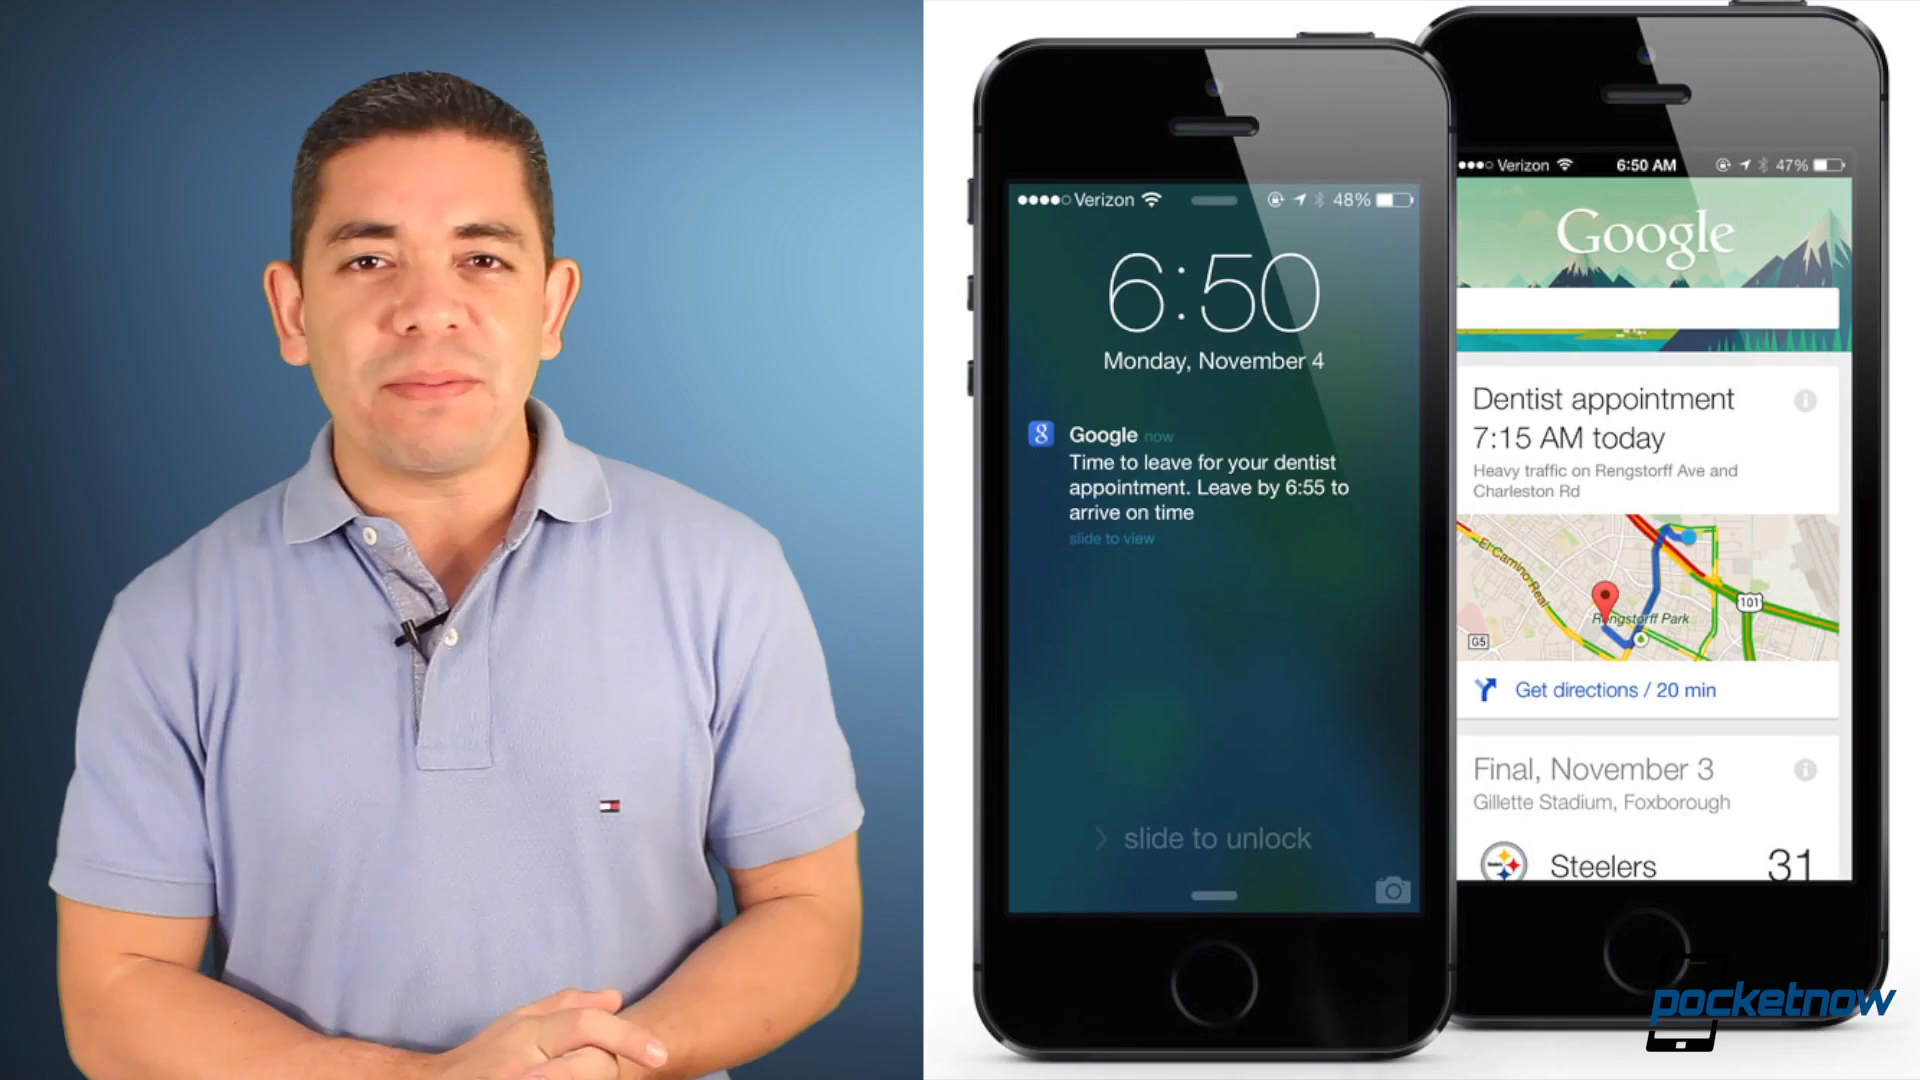 Verizon 48%
6:50
Monday, November 4
8 Google now
Time to leave for your dentist
appointment. Leave by 6:55 to
arrive on time
slide to view
slide to unlock
Verizon 6:50 AM 47%
Google
Dentist appointment
7:15 AM today
Heavy traffic on Rengstorff Ave and
Charleston Rd
El Camino Real
101
Rengstorff Park
G5
Get directions / 20 min
Final, November 3
Gillette Stadium, Foxborough
Steelers 31
pocketnow